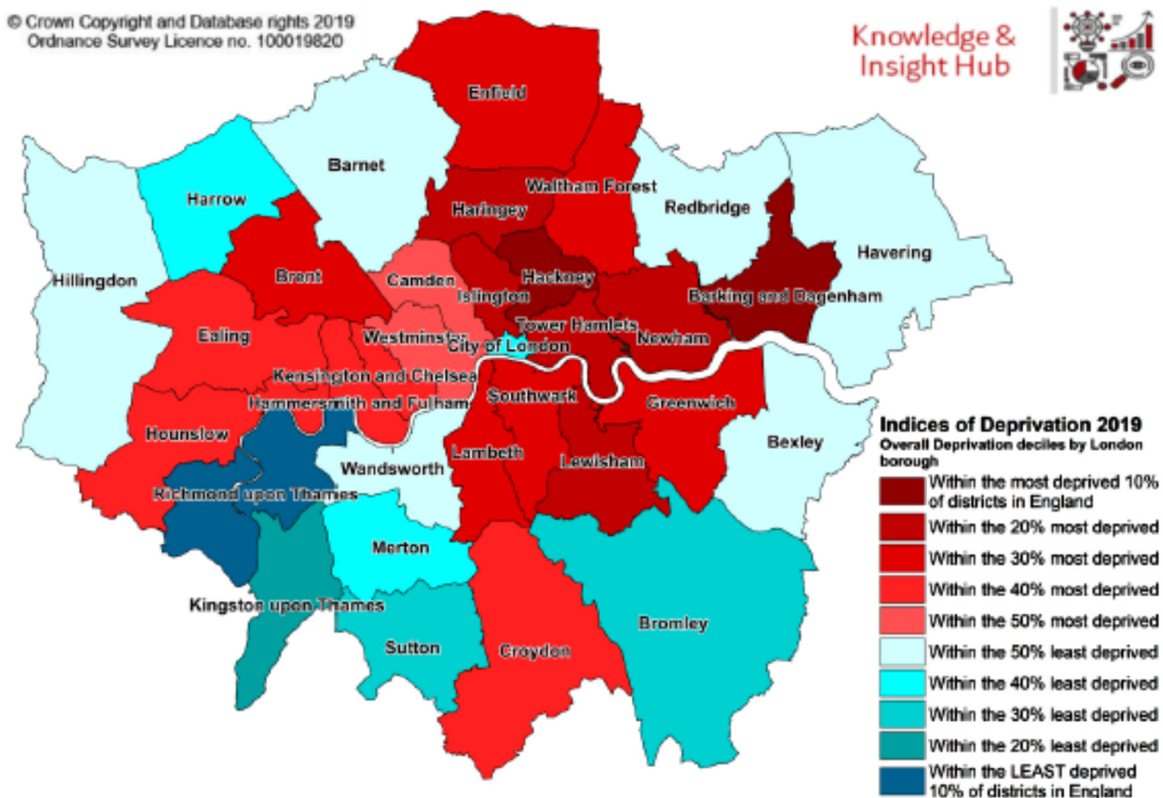 © Crown Copyright and Database rights 2019
Ordnance Survey Licence no. 100019820
Knowledge &
Insight Hub
Enfield
Barnet
Waltham Forest
Harrow
Redbridge
Haringey
Havering
Hillingdon
Brent
Camden
Hackney
Islington
Barking and Dagenham
Ealing
Westminster
Tower Hamlets
Newham
City of London
Kensington and Chelsea
Southwark
Hammersmith and Fulham
Greenwich
Hounslow
Bexley
Lambeth
Lewisham
Wandsworth
Richmond upon Thames
Merton
Kingston upon Thames
Bromley
Sutton
Croydon
Indices of Deprivation 2019
Overall Deprivation deciles by London
borough
Within the most deprived 10%
of districts in England
Within the 20% most deprived
Within the 30% most deprived
Within the 40% most deprived
Within the 50% most deprived
Within the 50% least deprived
Within the 40% least deprived
Within the 30% least deprived
Within the 20% least deprived
Within the LEAST deprived
10% of districts in England